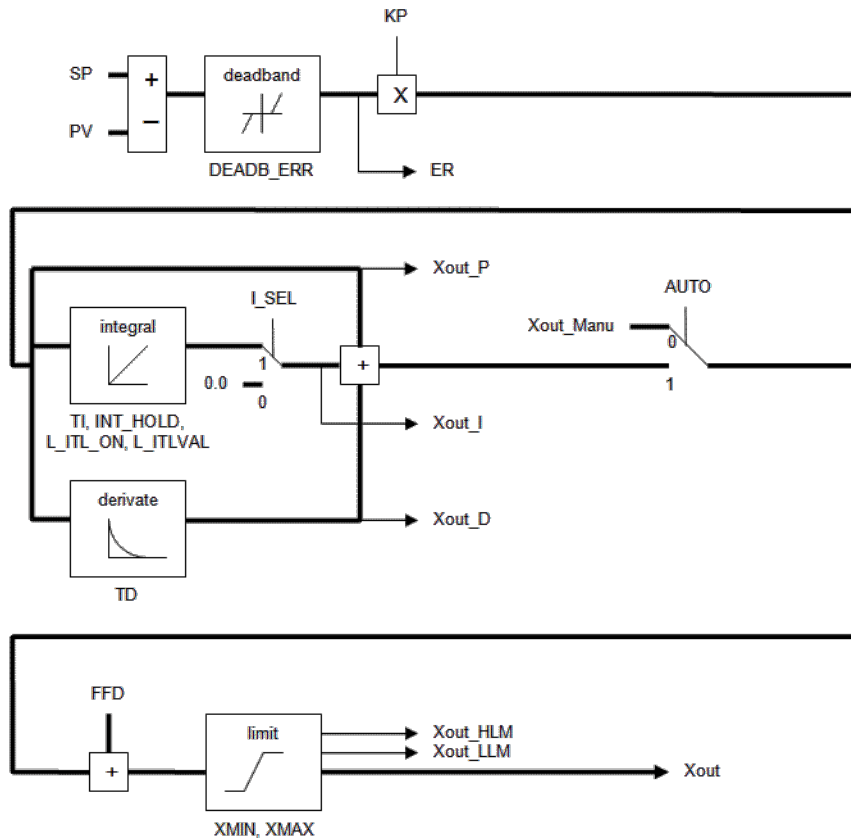 KP
SP
+
deadband
X
PV
−
DEADB_ERR
ER
Xout_P
I_SEL
AUTO
integral
Xout_Manu
0
1
+
0.0
0
1
TI, INT_HOLD,
L_ITL_ON, L_ITLVAL
Xout_I
derivate
Xout_D
TD
FFD
limit
Xout_HLM
Xout_LLM
+
Xout
XMIN, XMAX